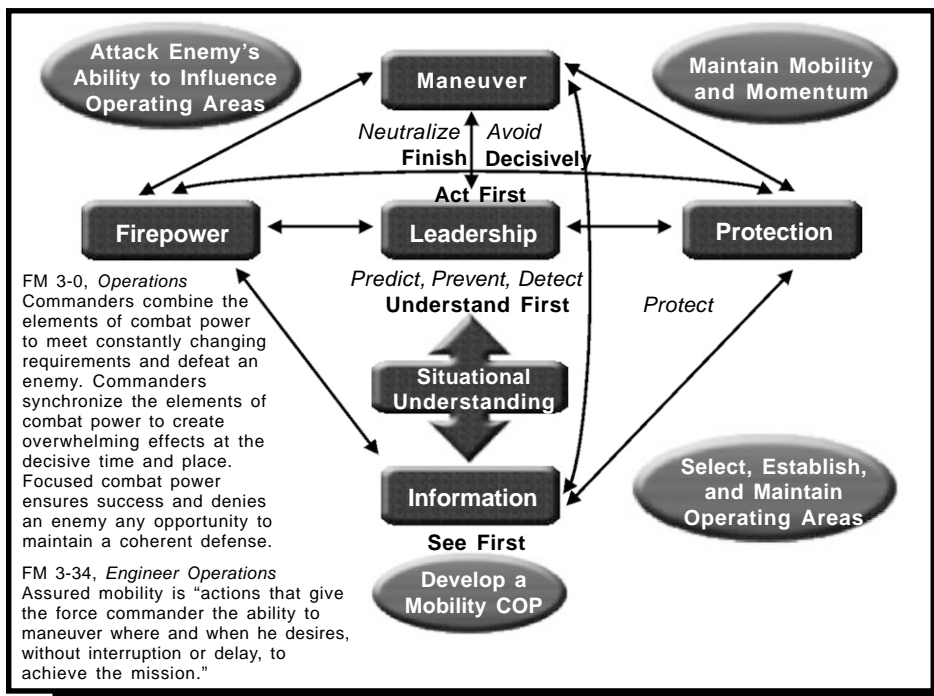 Attack Enemy's
Ability to Influence
Operating Areas
Maneuver
Maintain Mobility
and Momentum
Neutralize Avoid
Finish Decisively
Act First
Firepower
Leadership
Protection
Predict, Prevent, Detect
Understand First
Protect
Situational
Understanding
Information
See First
Select, Establish,
and Maintain
Operating Areas
Develop a
Mobility COP
FM 3-0, Operations
Commanders combine the
elements of combat power
to meet constantly changing
requirements and defeat an
enemy. Commanders
synchronize the elements of
combat power to create
overwhelming effects at the
decisive time and place.
Focused combat power
ensures success and denies
an enemy any opportunity to
maintain a coherent defense.
FM 3-34, Engineer Operations
Assured mobility is “actions that give
the force commander the ability to
maneuver where and when he desires,
without interruption or delay, to
achieve the mission.”